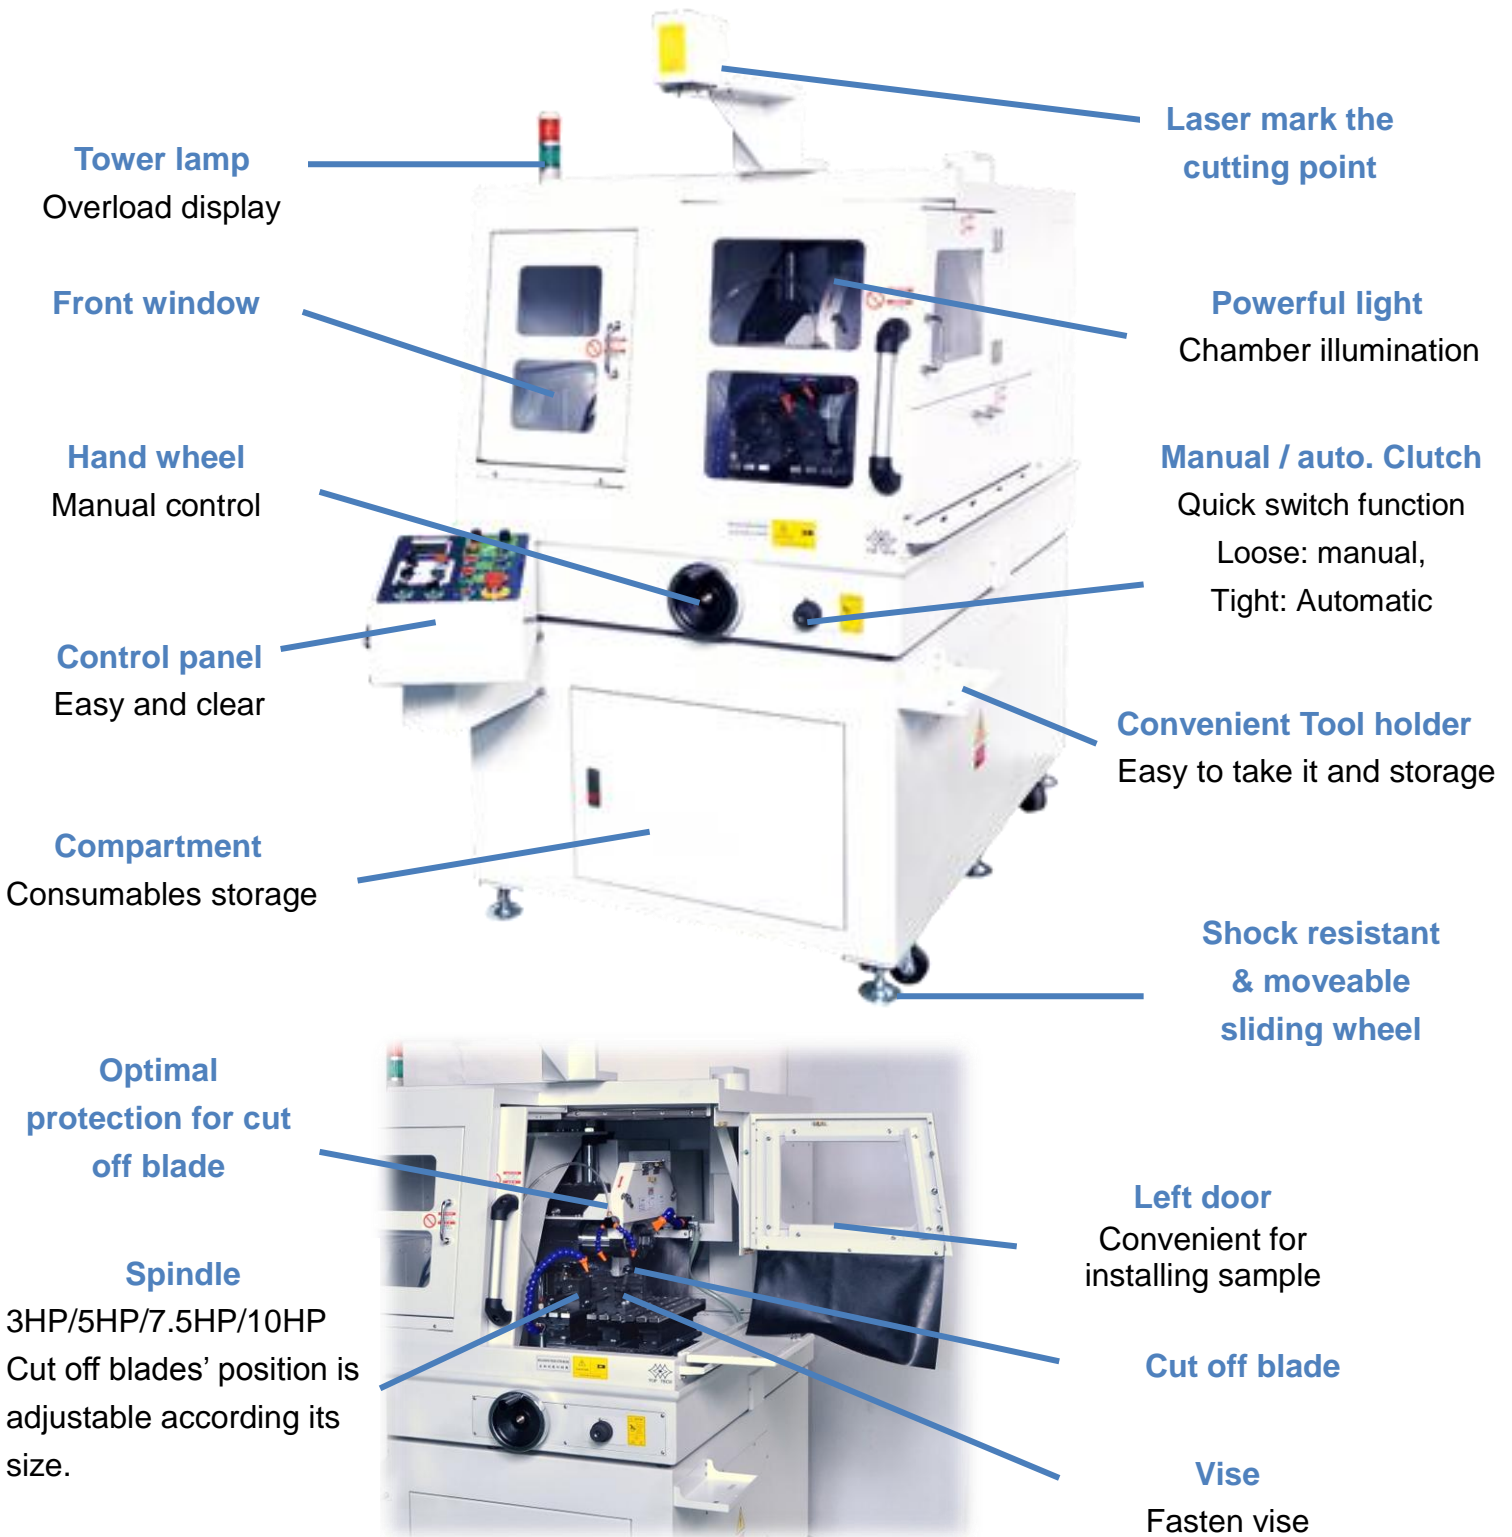 Laser mark the
cutting point
Tower lamp
Overload display
Front window
Powerful light
Chamber illumination
Hand wheel
Manual control
Manual / auto. Clutch
Quick switch function
Loose: manual,
Tight: Automatic
Control panel
Easy and clear
Convenient Tool holder
Easy to take it and storage
Compartment
Consumables storage
Shock resistant
& moveable
sliding wheel
Optimal
protection for cut
off blade
Left door
Convenient for
installing sample
Spindle
3HP/5HP/7.5HP/10HP
Cut off blades’ position is
adjustable according its
size.
Cut off blade
Vise
Fasten vise
TOP TECH